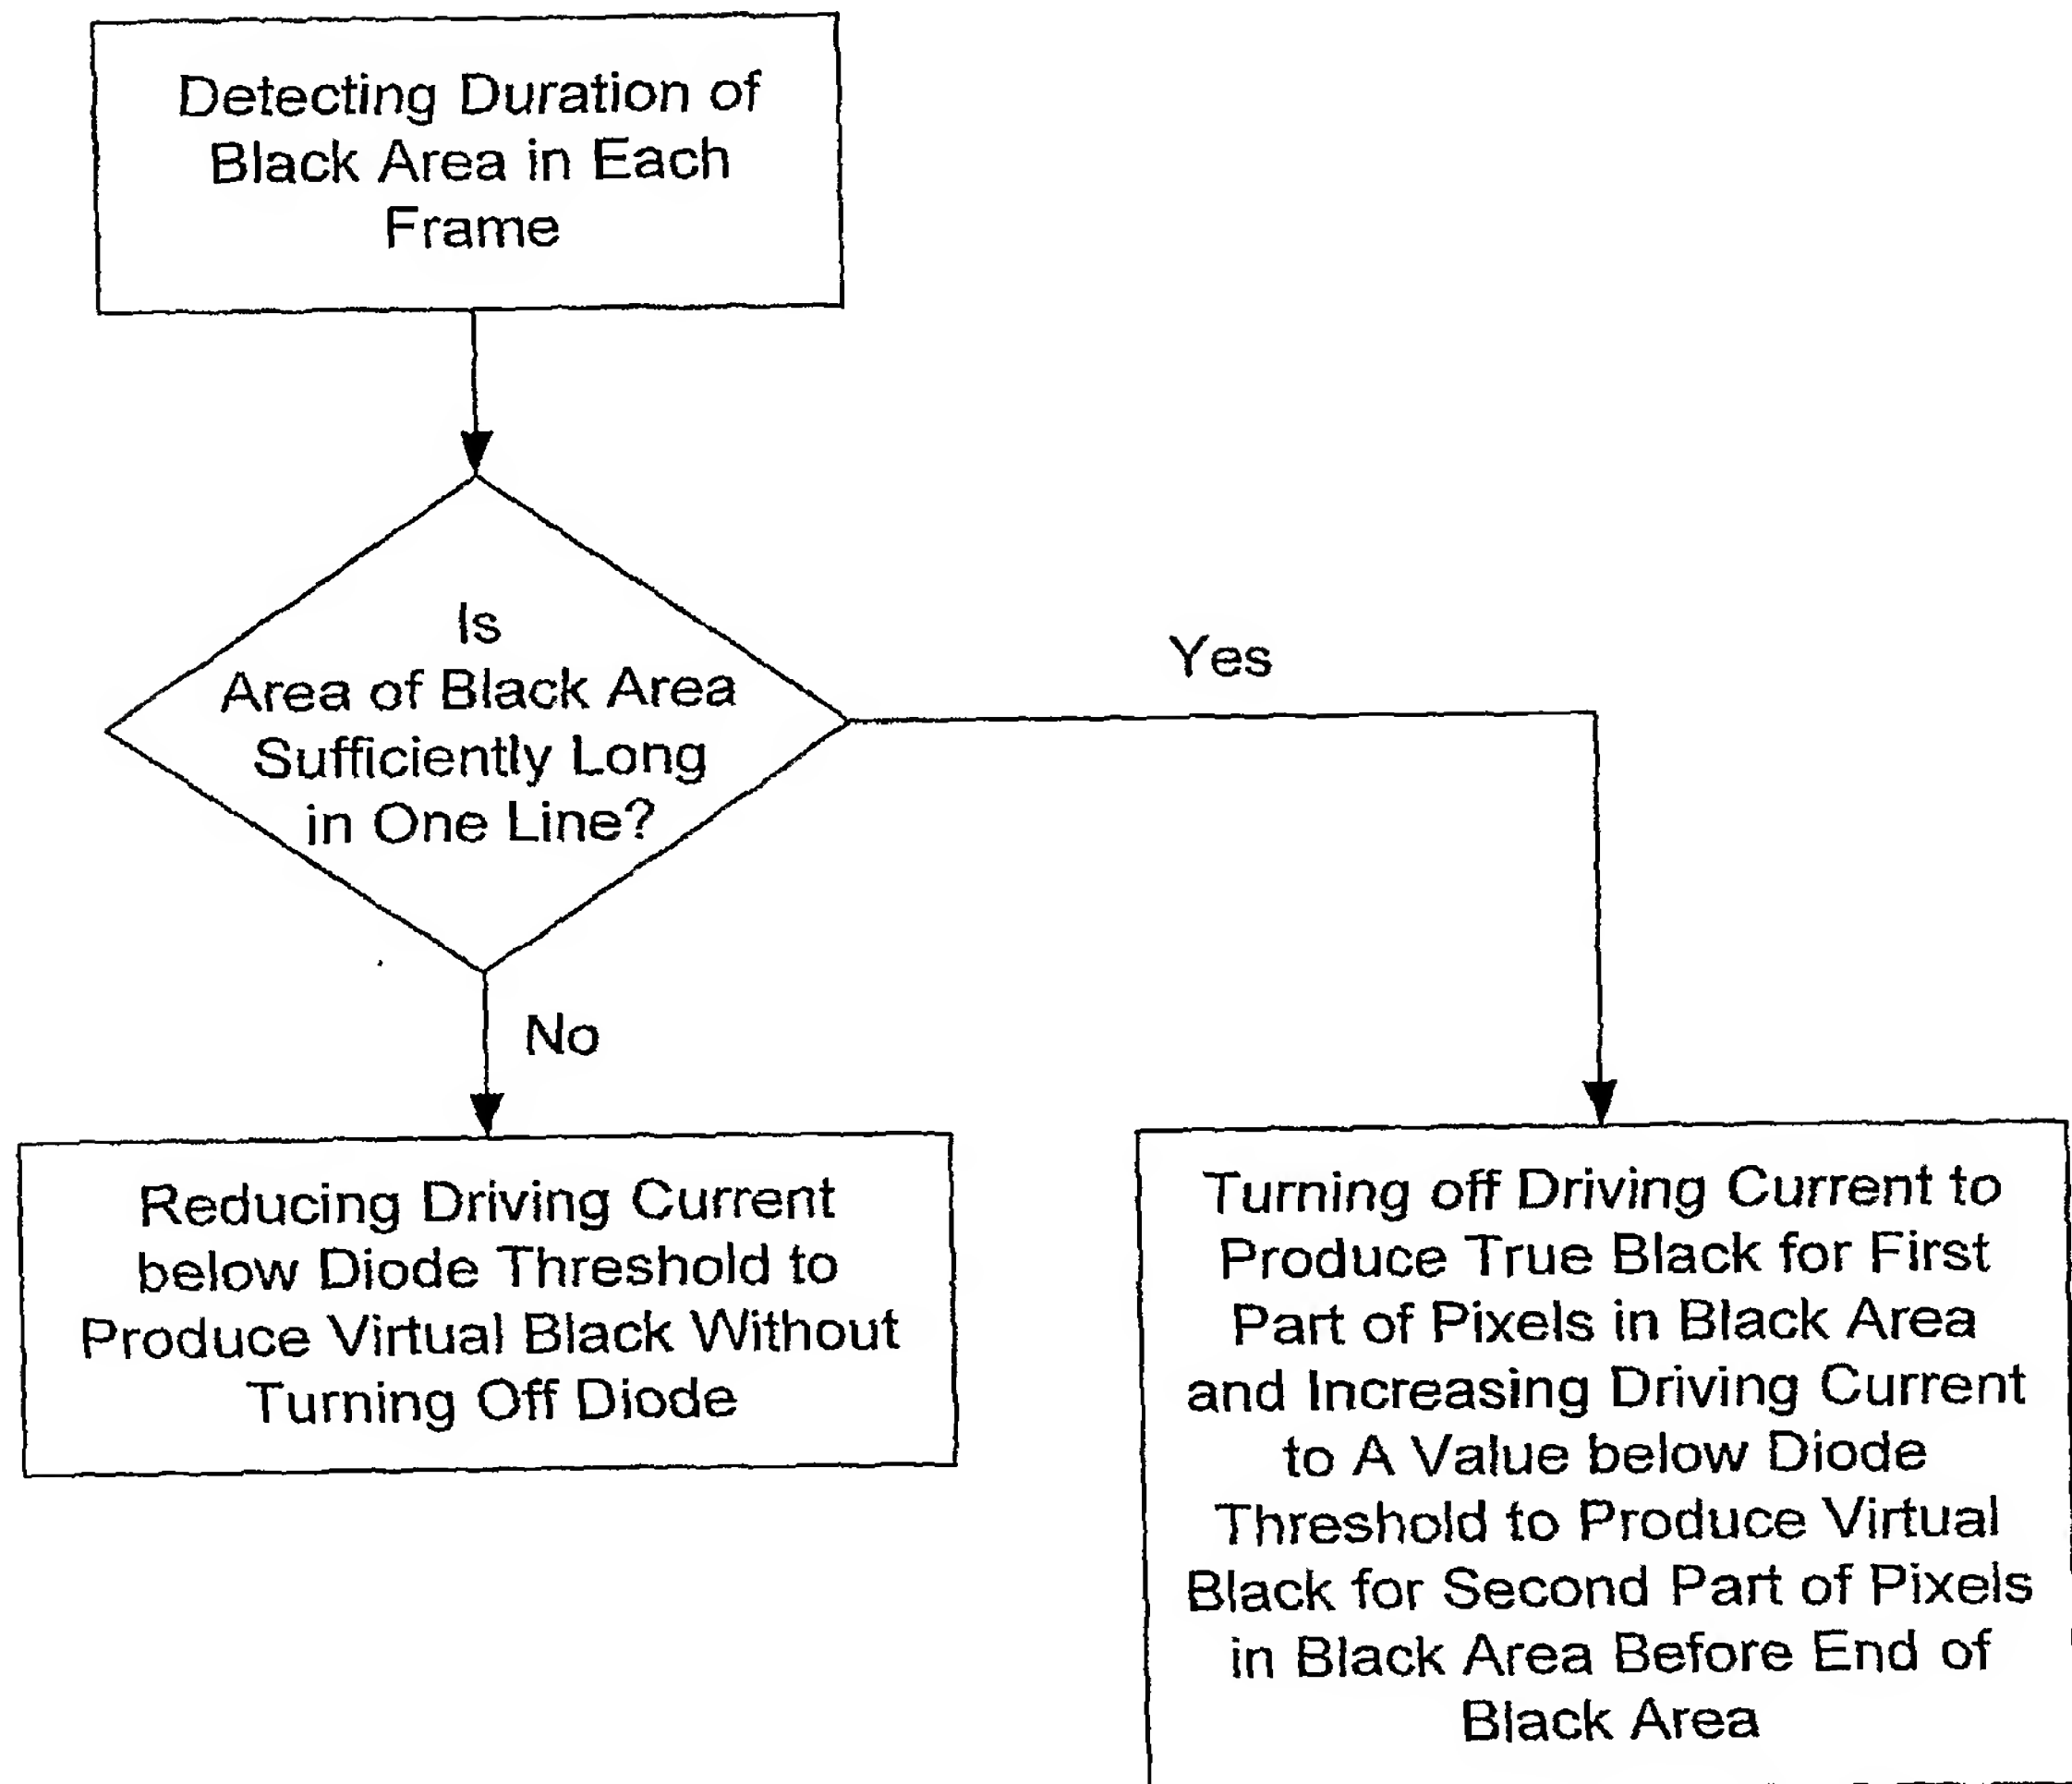 Detecting Duration of
Black Area in Each
Frame
Is
Area of Black Area
Sufficiently Long
in One Line?
Yes
No
Reducing Driving Current
below Diode Threshold to
Produce Virtual Black Without
Turning Off Diode
Turning off Driving Current to
Produce True Black for First
Part of Pixels in Black Area
and Increasing Driving Current
to A Value below Diode
Threshold to Produce Virtual
Black for Second Part of Pixels
in Black Area Before End of
Black Area